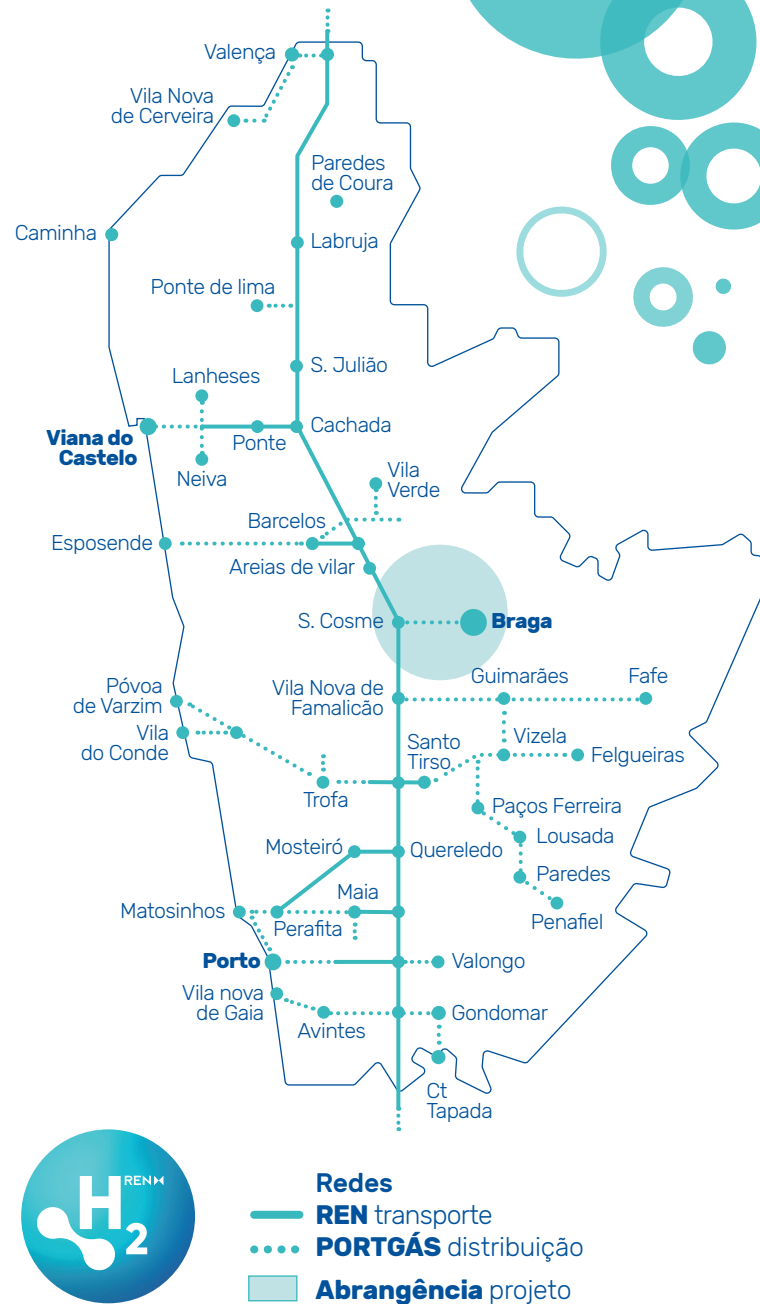 Valença
Vila Nova
de Cerveira
Paredes
de Coura
Caminha
Labruja
Ponte de lima
S. Julião
Lanheses
Cachada
Viana do
Castelo
Ponte
Neiva
Vila
Verde
Barcelos
Esposende
Areias de vilar
S. Cosme
Braga
Guimarães
Fafe
Póvoa
de Varzim
Vila Nova de
Famalicão
Vila
do Conde
Santo
Tirso
Vizela
Felgueiras
Trofa
Paços Ferreira
Lousada
Mosteiró
Quereledo
Paredes
Maia
Matosinhos
Perafita
Penafiel
Porto
Valongo
Vila nova
de Gaia
Avintes
Gondomar
Ct
Tapada
H2
REN
Redes
REN transporte
PORTGÁS distribuição
Abrangência projeto